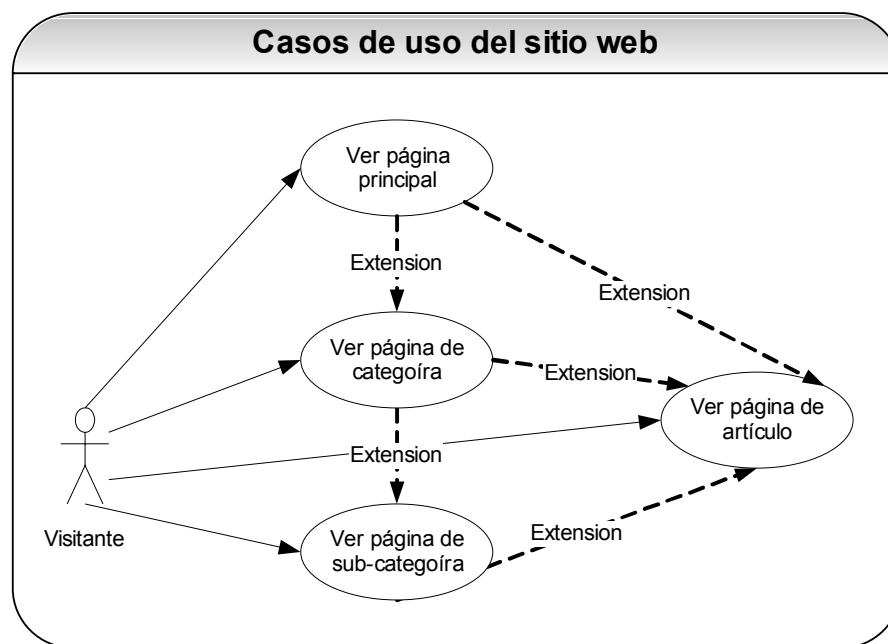 Casos de uso del sitio web
Ver página
principal
Extension
Extension
Ver página de
categoíra
Extension
Ver página de
artículo
Extension
Extension
Visitante
Ver página de
sub-categoíra